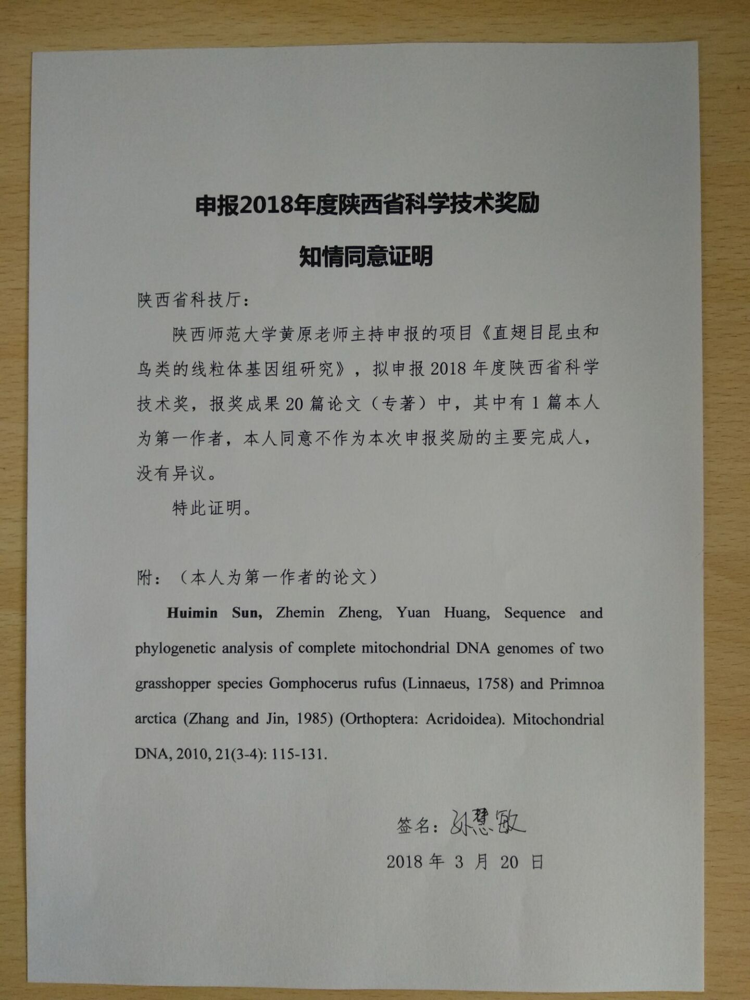 申报2018年度陕西省科学技术奖励
知情同意证明
陕西省科技厅：
陕西师范大学黄原老师主持申报的项目《直翅目昆虫和
鸟类的线粒体基因组研究》，拟申报 2018 年度陕西省科学
技术奖，报奖成果 20 篇论文（专著）中，其中有 1 篇本人
为第一作者，本人同意不作为本次申报奖励的主要完成人，
没有异议。
特此证明。
附：（本人为第一作者的论文）
Huimin Sun, Zhemin Zheng, Yuan Huang, Sequence and
phylogenetic analysis of complete mitochondrial DNA genomes of two
grasshopper species Gomphocerus rufus (Linnaeus, 1758) and Primnoa
arctica (Zhang and Jin, 1985) (Orthoptera: Acridoidea). Mitochondrial
DNA, 2010, 21(3-4): 115-131.
签名：孙慧敏
2018 年 3 月 20 日